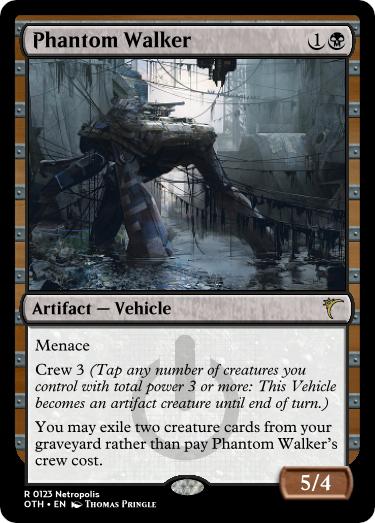 Phantom Walker 1
Artifact — Vehicle
Menace
Crew 3 (Tap any number of creatures you
control with total power 3 or more: This Vehicle
becomes an artifact creature until end of turn.)
You may exile two creature cards from your
graveyard rather than pay Phantom Walker's
crew cost.
5/4
R 0123 Netropolis
OTH • EN Thomas Pringle